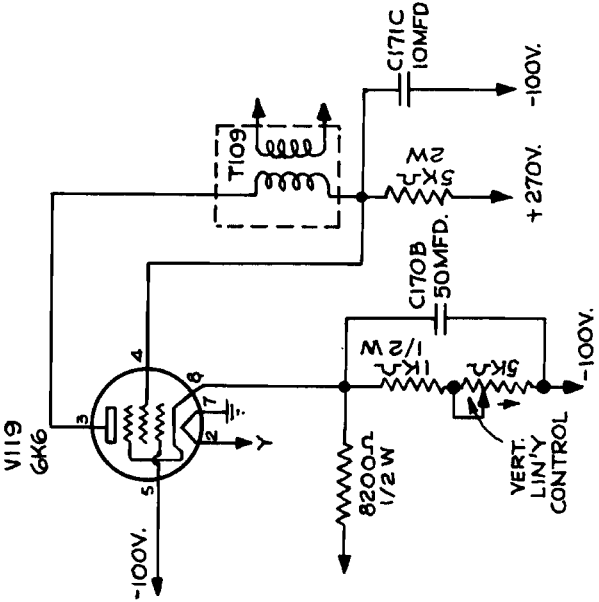 V119
6K6
3
4
5
8
7
2
Y
-100V.
T109
C171C
10MFD
-100V.
5KΩ
2W
+270V.
C170B
50MFD.
1KΩ
1/2W
5KΩ
-100V.
8200Ω
1/2W
VERT.
LIN'Y
CONTROL